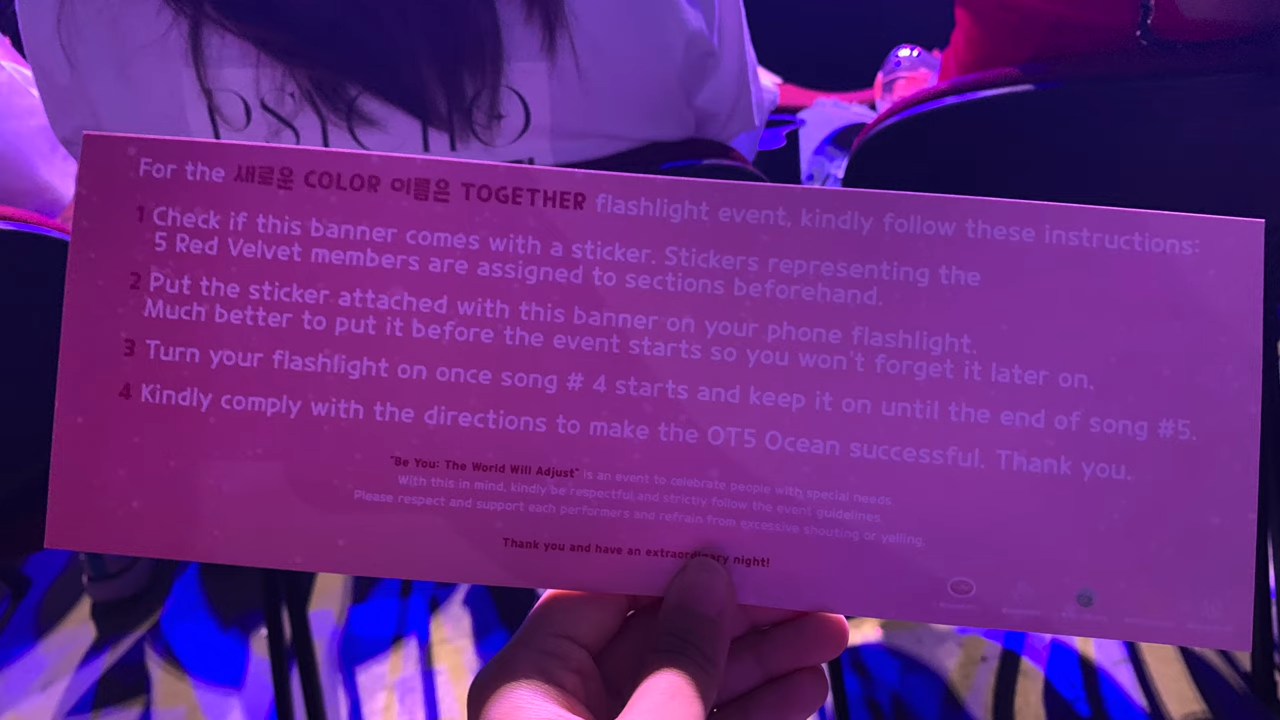 PSYCHO
For the 새로운 COLOR 이름은 TOGETHER flashlight event, kindly follow these instructions:
1 Check if this banner comes with a sticker. Stickers representing the
5 Red Velvet members are assigned to sections beforehand.
2 Put the sticker attached with this banner on your phone flashlight.
Much better to put it before the event starts so you won't forget it later on.
3 Turn your flashlight on once song # 4 starts and keep it on until the end of song #5.
4 Kindly comply with the directions to make the OT5 Ocean successful. Thank you.
"Be You: The World Will Adjust" is an event to celebrate people with special needs.
With this in mind, kindly be respectful and strictly follow the event guidelines.
Please respect and support each performers and refrain from excessive shouting or yelling.
Thank you and have an extraordinary night!